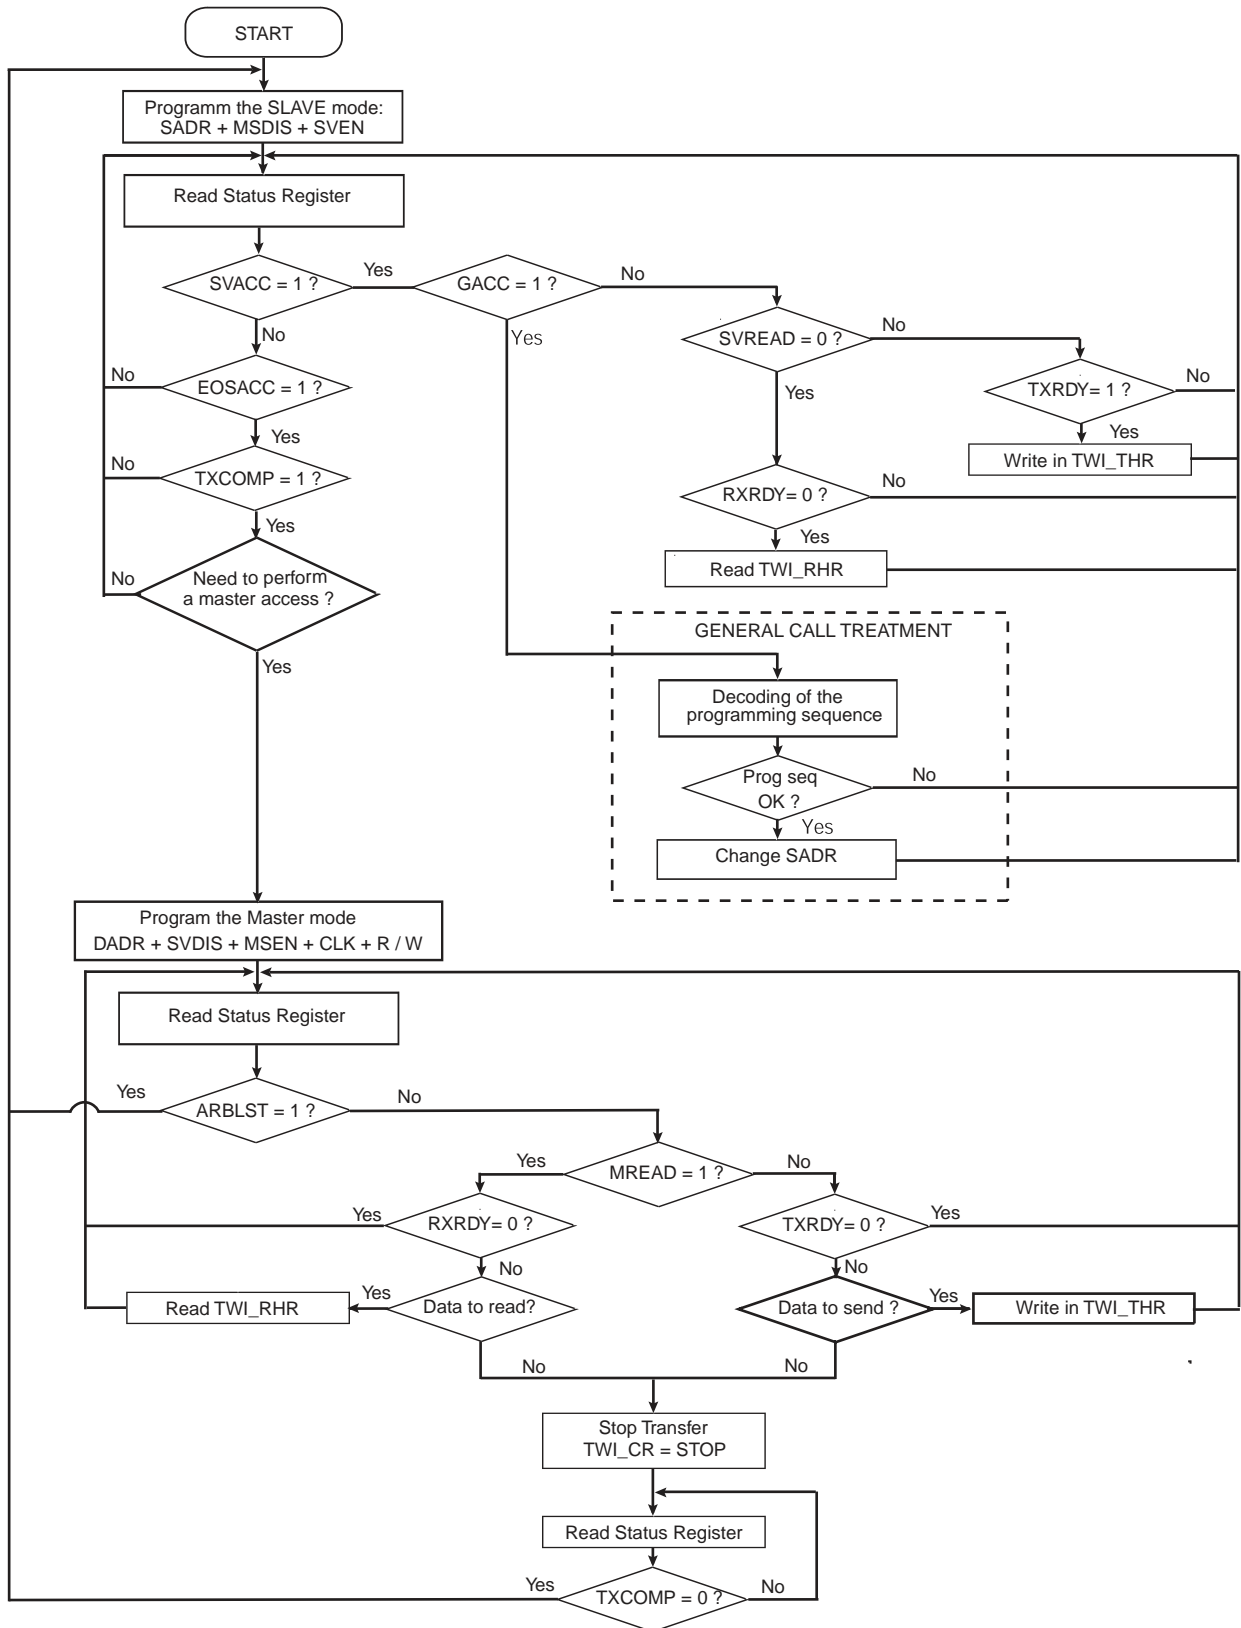 START
Programm the SLAVE mode:
SADR + MSDIS + SVEN
Read Status Register
SVACC = 1 ?
Yes
GACC = 1 ?
No
SVREAD = 0 ?
No
No
Yes
EOSACC = 1 ?
No
Yes
TXRDY= 1 ?
No
Yes
Yes
Write in TWI_THR
TXCOMP = 1 ?
No
RXRDY= 0 ?
No
Yes
Yes
Read TWI_RHR
Need to perform
a master access ?
No
Yes
GENERAL CALL TREATMENT
Decoding of the
programming sequence
Prog seq
OK ?
No
Yes
Change SADR
Program the Master mode
DADR + SVDIS + MSEN + CLK + R / W
Read Status Register
Yes
ARBLST = 1 ?
No
Yes
MREAD = 1 ?
No
Yes
RXRDY= 0 ?
TXRDY= 0 ?
Yes
No
No
Read TWI_RHR
Yes
Data to read?
Data to send ?
Yes
Write in TWI_THR
No
No
Stop Transfer
TWI_CR = STOP
Read Status Register
Yes
TXCOMP = 0 ?
No